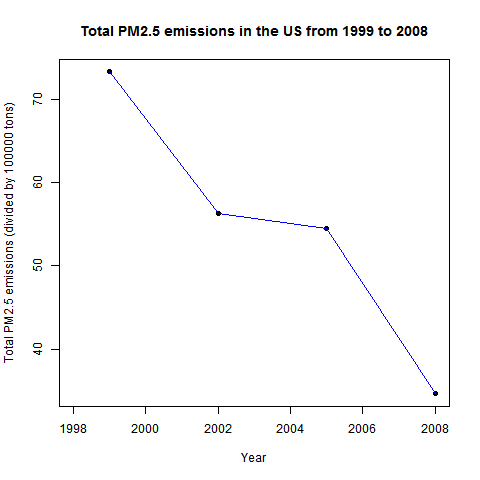 Total PM2.5 emissions in the US from 1999 to 2008
Total PM2.5 emissions (divided by 100000 tons)
70
60
50
40
1998 2000 2002 2004 2006 2008
Year